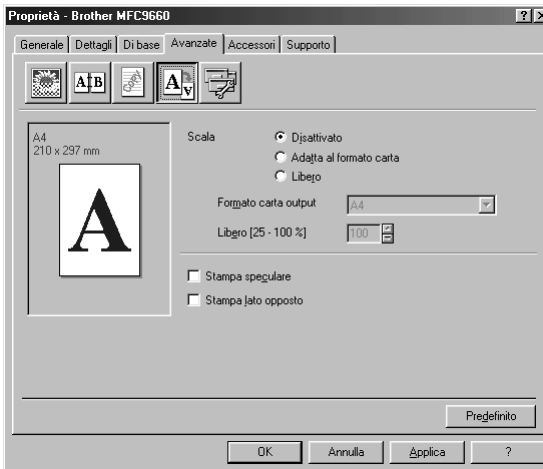 Proprietà - Brother MFC9660
Generale Dettagli Di base Avanzate Accessori Supporto
A B
A A
A4
210 x 297 mm
A
Scala
Disattivato
Adatta al formato carta
Libero
Formato carta output A4
Libero [25 - 100 %] 100
Stampa speculare
Stampa lato opposto
Predefinito
OK Annulla Applica ?